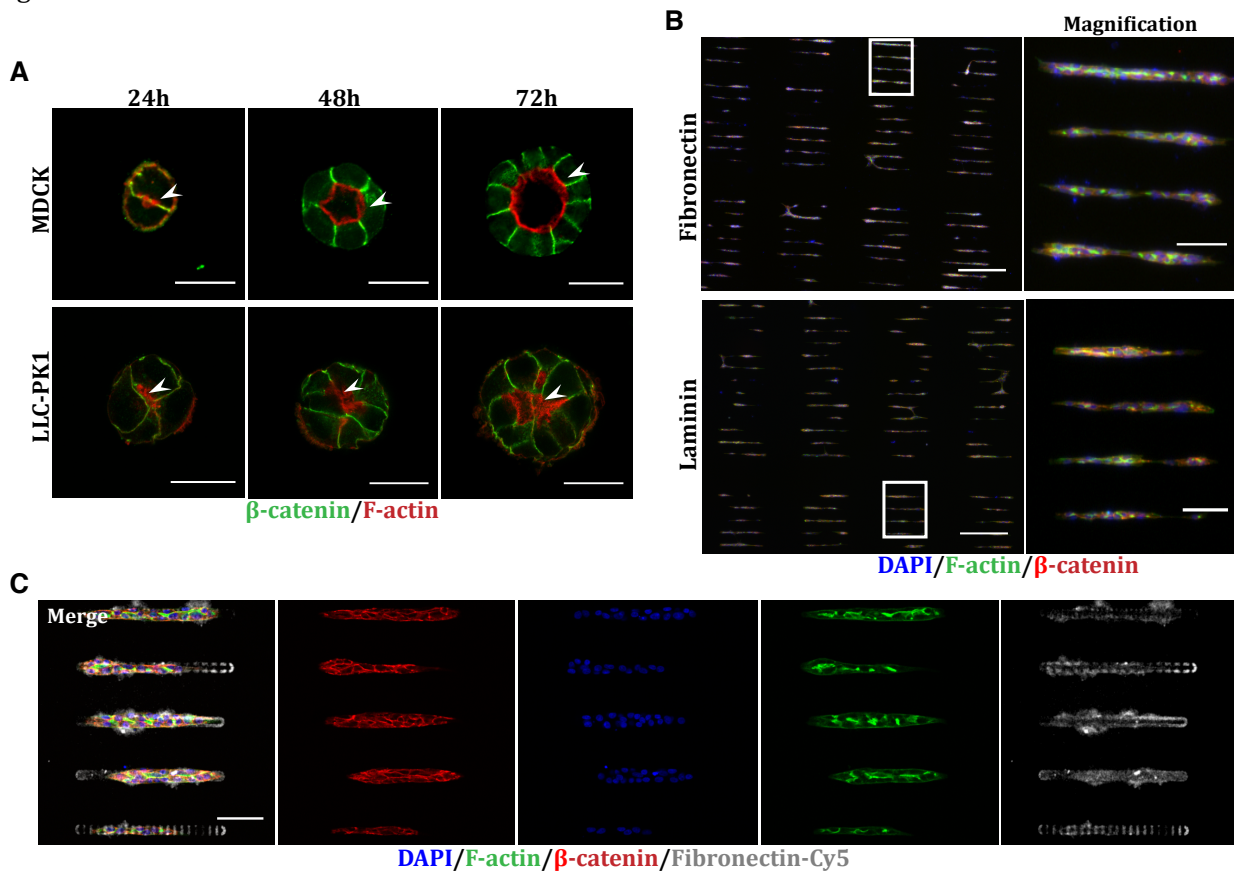 A
24h 48h 72h
MDCK
LLC-PK1
β-catenin/F-actin
B
Magnification
Fibronectin
Laminin
DAPI/F-actin/β-catenin
C
Merge
DAPI/F-actin/β-catenin/Fibronectin-Cy5